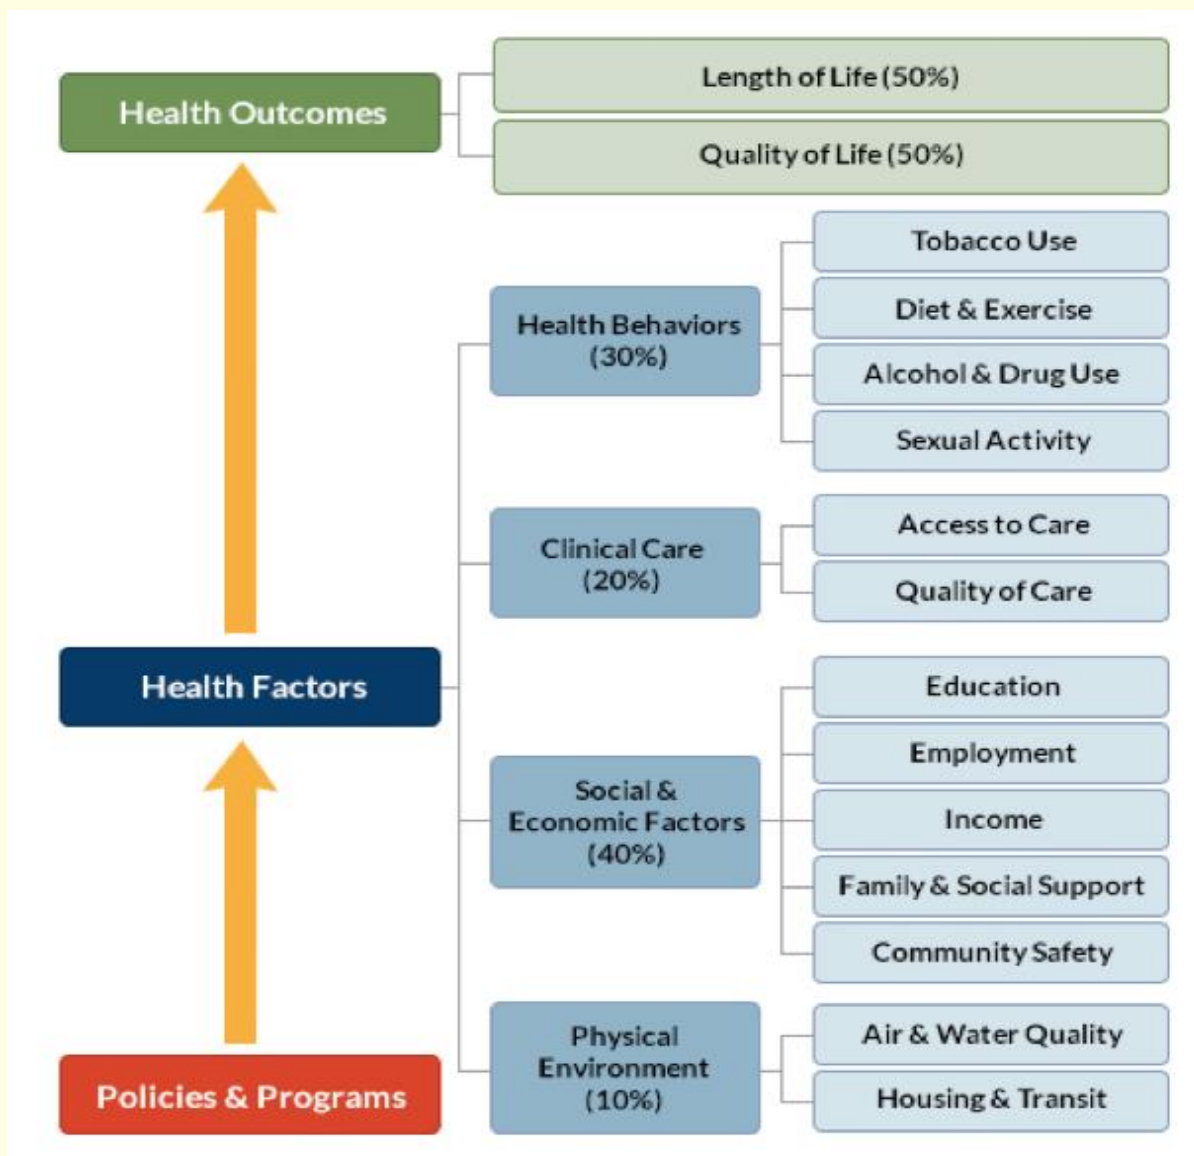 Health Outcomes
Length of Life (50%)
Quality of Life (50%)
Health Factors
Health Behaviors
(30%)
Tobacco Use
Diet & Exercise
Alcohol & Drug Use
Sexual Activity
Clinical Care
(20%)
Access to Care
Quality of Care
Social &
Economic Factors
(40%)
Education
Employment
Income
Family & Social Support
Community Safety
Physical
Environment
(10%)
Air & Water Quality
Housing & Transit
Policies & Programs